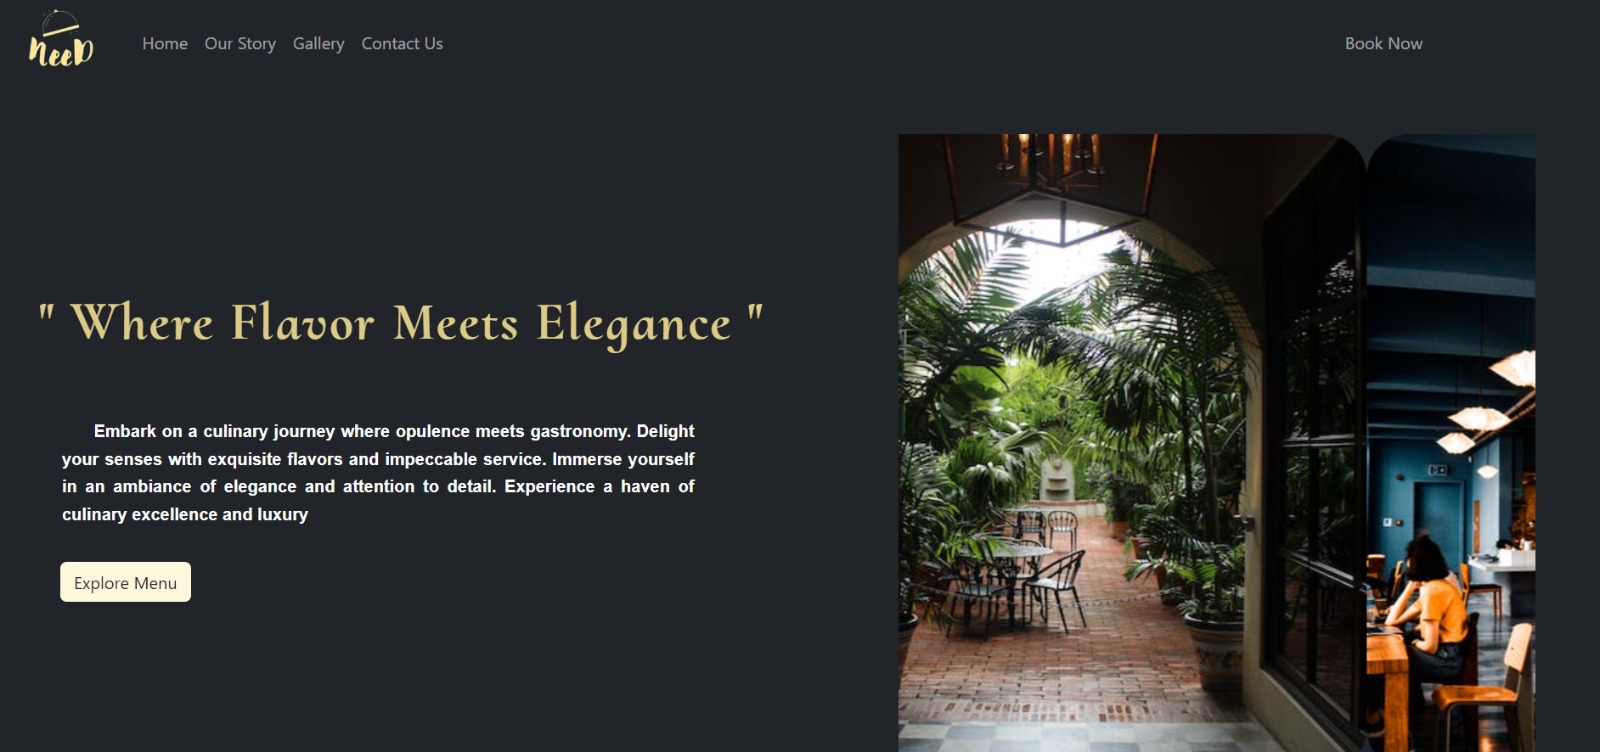 NeeD
Home Our Story Gallery Contact Us Book Now
" Where Flavor Meets Elegance "
Embark on a culinary journey where opulence meets gastronomy. Delight
your senses with exquisite flavors and impeccable service. Immerse yourself
in an ambiance of elegance and attention to detail. Experience a haven of
culinary excellence and luxury
Explore Menu